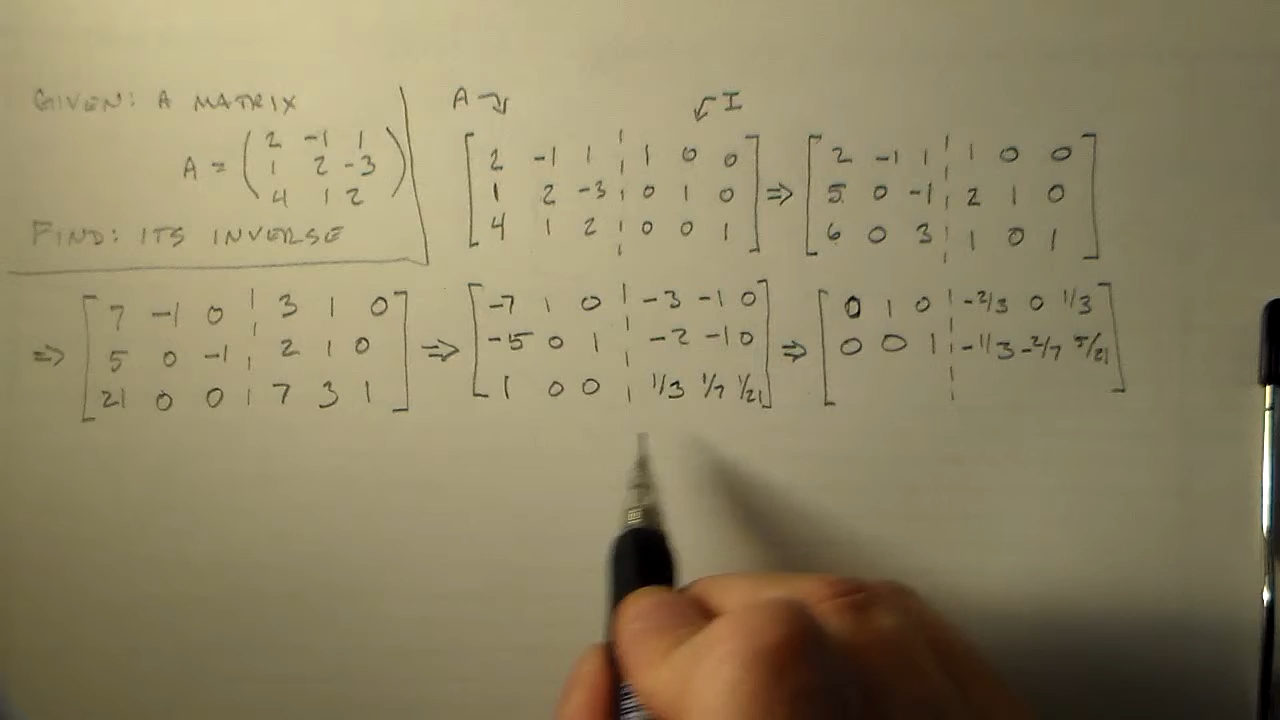 GIVEN: A MATRIX
A = ( 2 -1 1
1 2 -3
4 1 2 )
FIND: ITS INVERSE
A I
[ 2 -1 1 | 1 0 0
1 2 -3 | 0 1 0
4 1 2 | 0 0 1 ]
⇒ [ 2 -1 1 | 1 0 0
5 0 -1 | 2 1 0
6 0 3 | 1 0 1 ]
⇒ [ 7 -1 0 | 3 1 0
5 0 -1 | 2 1 0
21 0 0 | 7 3 1 ]
⇒ [ -7 1 0 | -3 -1 0
-5 0 1 | -2 -1 0
1 0 0 | 1/3 1/7 1/21 ]
⇒ [ 0 1 0 | -2/3 0 1/3
0 0 1 | -1/3 -2/7 5/21 ]